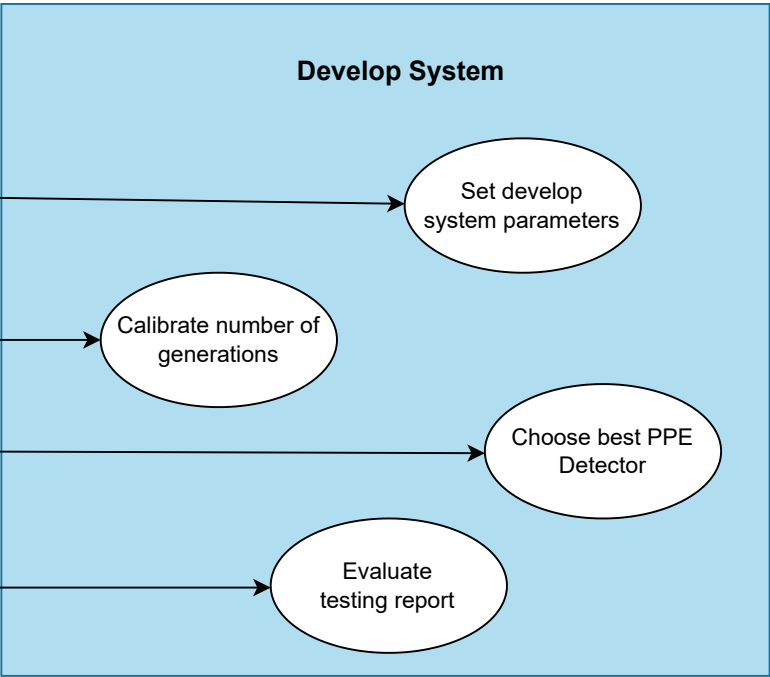 Develop System
Set develop
system parameters
Calibrate number of
generations
Choose best PPE
Detector
Evaluate
testing report